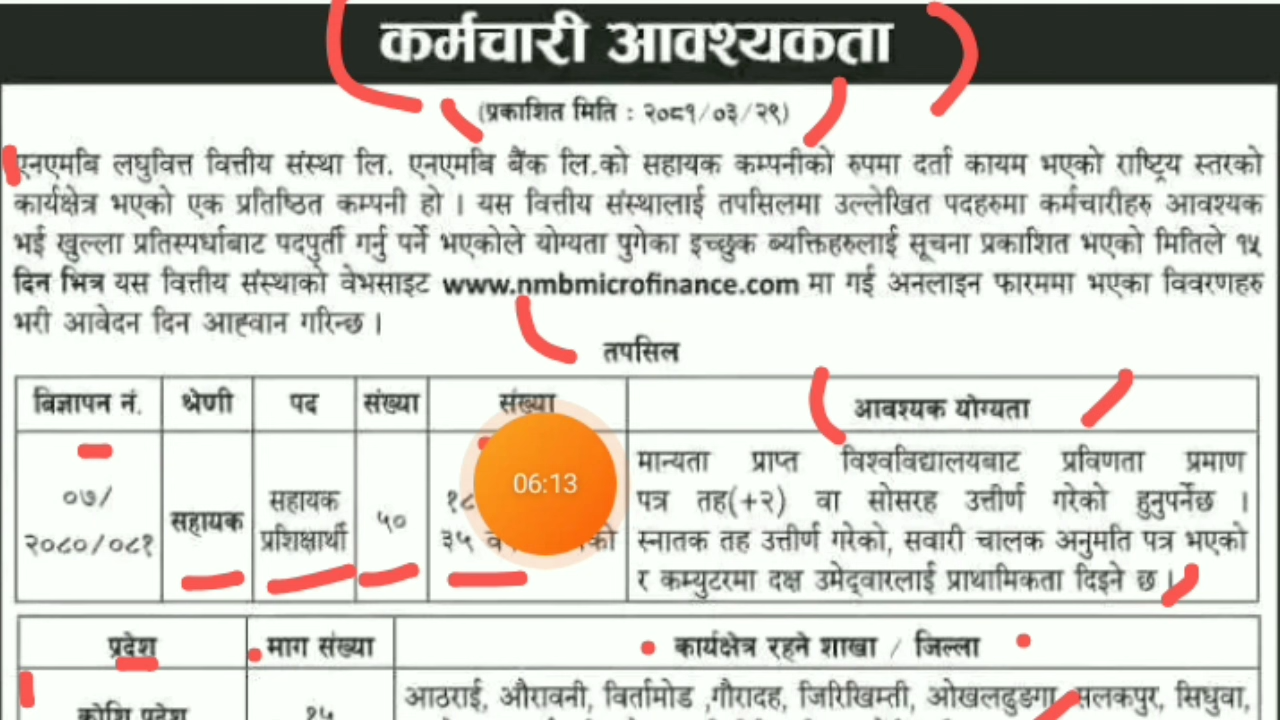 कर्मचारी आवश्यकता
(प्रकाशित मिति : २०८१/०३/२९)
एनएमबि लघुवित्त वित्तीय संस्था लि. एनएमबि बैंक लि.को सहायक कम्पनीको रुपमा दर्ता कायम भएको राष्ट्रिय स्तरको
कार्यक्षेत्र भएको एक प्रतिष्ठित कम्पनी हो । यस वित्तीय संस्थालाई तपसिलमा उल्लेखित पदहरुमा कर्मचारीहरु आवश्यक
भई खुल्ला प्रतिस्पर्धाबाट पदपुर्ती गर्नु पर्ने भएकोले योग्यता पुगेका इच्छुक ब्यक्तिहरुलाई सूचना प्रकाशित भएको मितिले १५
दिन भित्र यस वित्तीय संस्थाको वेभसाइट www.nmbmicrofinance.com मा गई अनलाइन फारममा भएका विवरणहरु
भरी आवेदन दिन आह्वान गरिन्छ ।
तपसिल
बिज्ञापन नं. श्रेणी पद संख्या संख्या आवश्यक योग्यता
०७/
२०८०/०८१
सहायक
सहायक
प्रशिक्षार्थी
५०
१८
३५
06:13
मान्यता प्राप्त विश्वविद्यालयबाट प्रविणता प्रमाण
पत्र तह(+२) वा सोसरह उत्तीर्ण गरेको हुनुपर्नेछ ।
स्नातक तह उत्तीर्ण गरेको, सवारी चालक अनुमति पत्र भएको
र कम्युटरमा दक्ष उमेद्वारलाई प्राथामिकता दिइने छ ।
प्रदेश माग संख्या कार्यक्षेत्र रहने शाखा / जिल्ला
कोशि प्रदेश १५ आठराई, औरावनी, विर्तामोड ,गौरादह, जिरिखिम्ती, ओखलढुङगा, सलकपुर, सिधुवा,